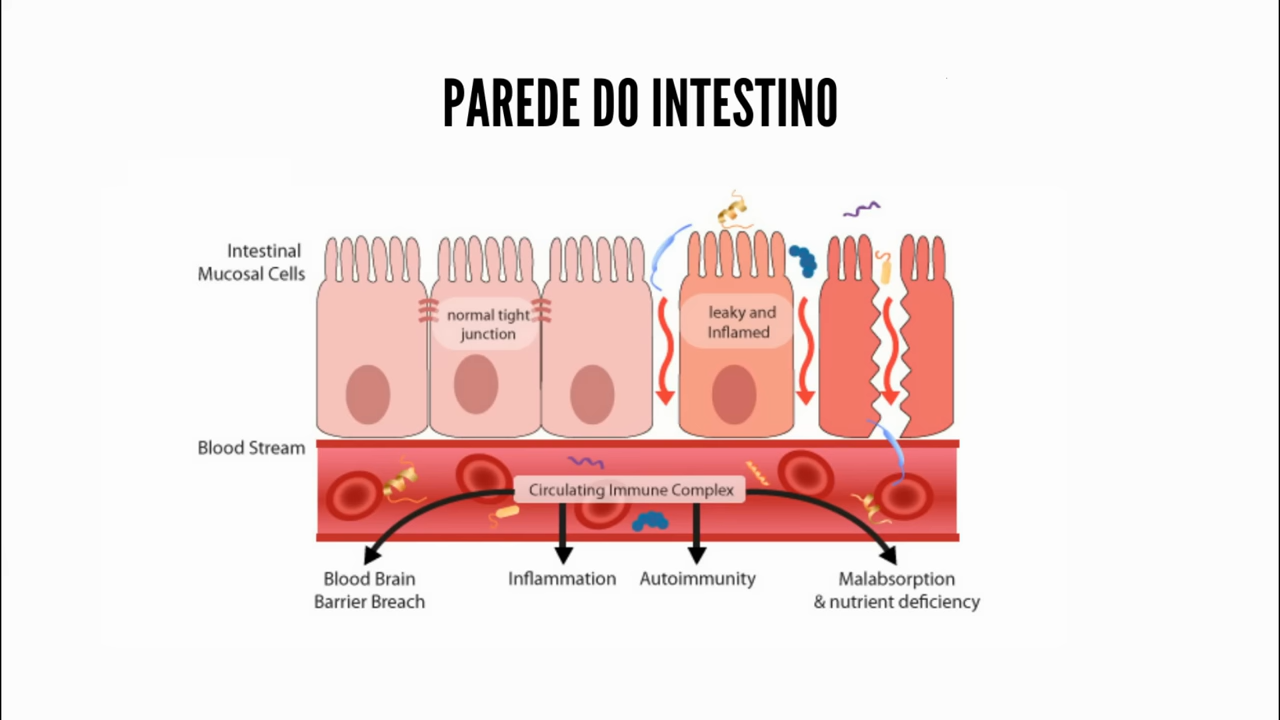 PAREDE DO INTESTINO
Intestinal
Mucosal Cells
normal tight
junction
leaky and
Inflamed
Blood Stream
Circulating Immune Complex
Blood Brain
Barrier Breach
Inflammation
Autoimmunity
Malabsorption
& nutrient deficiency